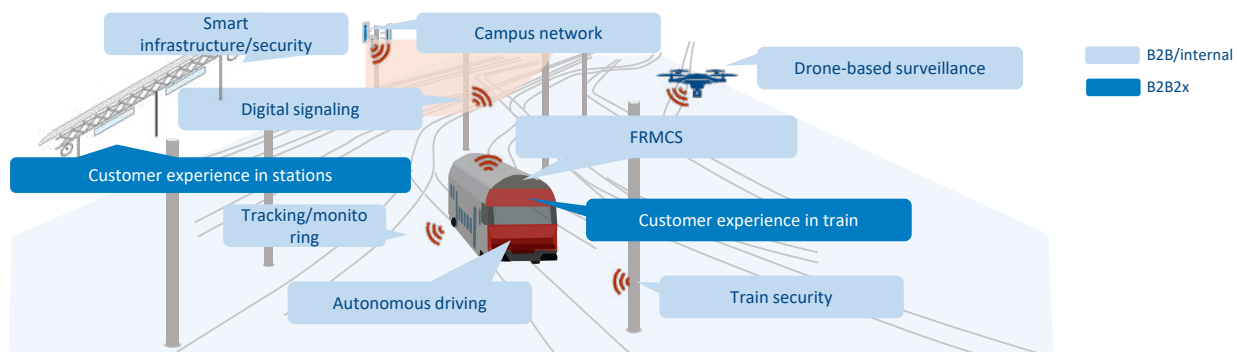 Smart
infrastructure/security
Campus network
Drone-based surveillance
B2B/internal
B2B2x
Digital signaling
FRMCS
Customer experience in stations
Tracking/monito
ring
Customer experience in train
Autonomous driving
Train security